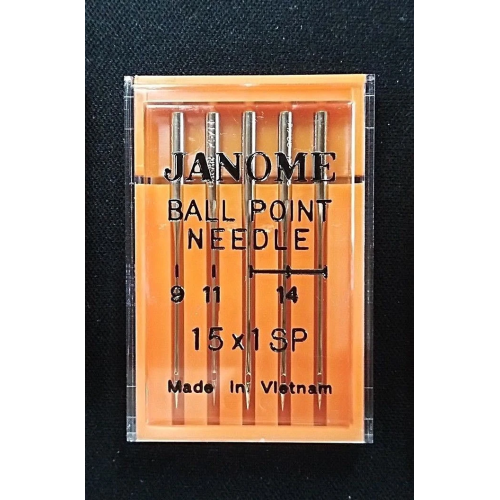 JANOME
BALL POINT
NEEDLE
9 11 14
15x1SP
Made In Vietnam